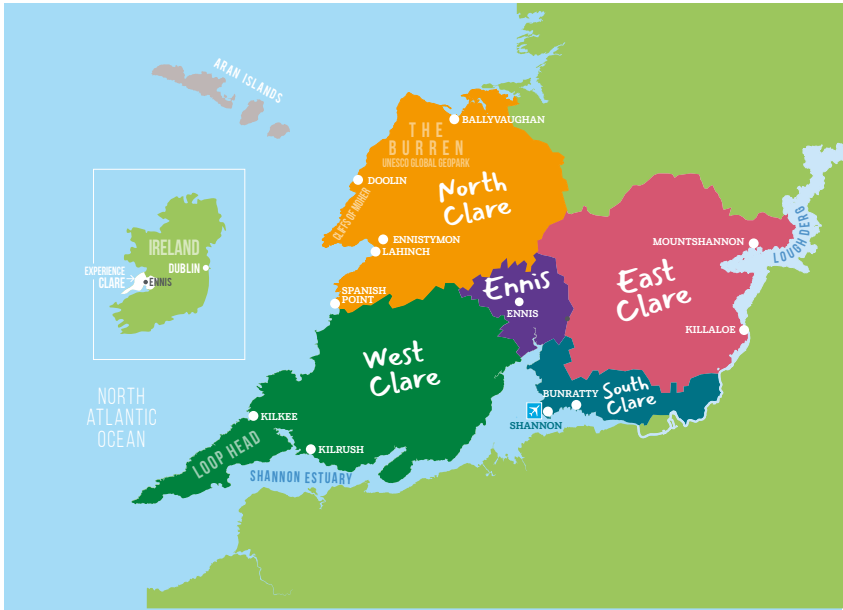 ARAN ISLANDS
BALLYVAUGHAN
THE
BURREN
UNESCO GLOBAL GEOPARK
DOOLIN
North
Clare
CLIFFS OF MOHER
ENNISTYMON
LAHINCH
MOUNTSHANNON
LOUGH DERG
IRELAND
DUBLIN
EXPERIENCE
CLARE
ENNIS
Ennis
ENNIS
East
Clare
SPANISH
POINT
KILLALOE
West
Clare
NORTH
ATLANTIC
OCEAN
BUNRATTY
South
Clare
SHANNON
KILKEE
LOOP HEAD
KILRUSH
SHANNON ESTUARY